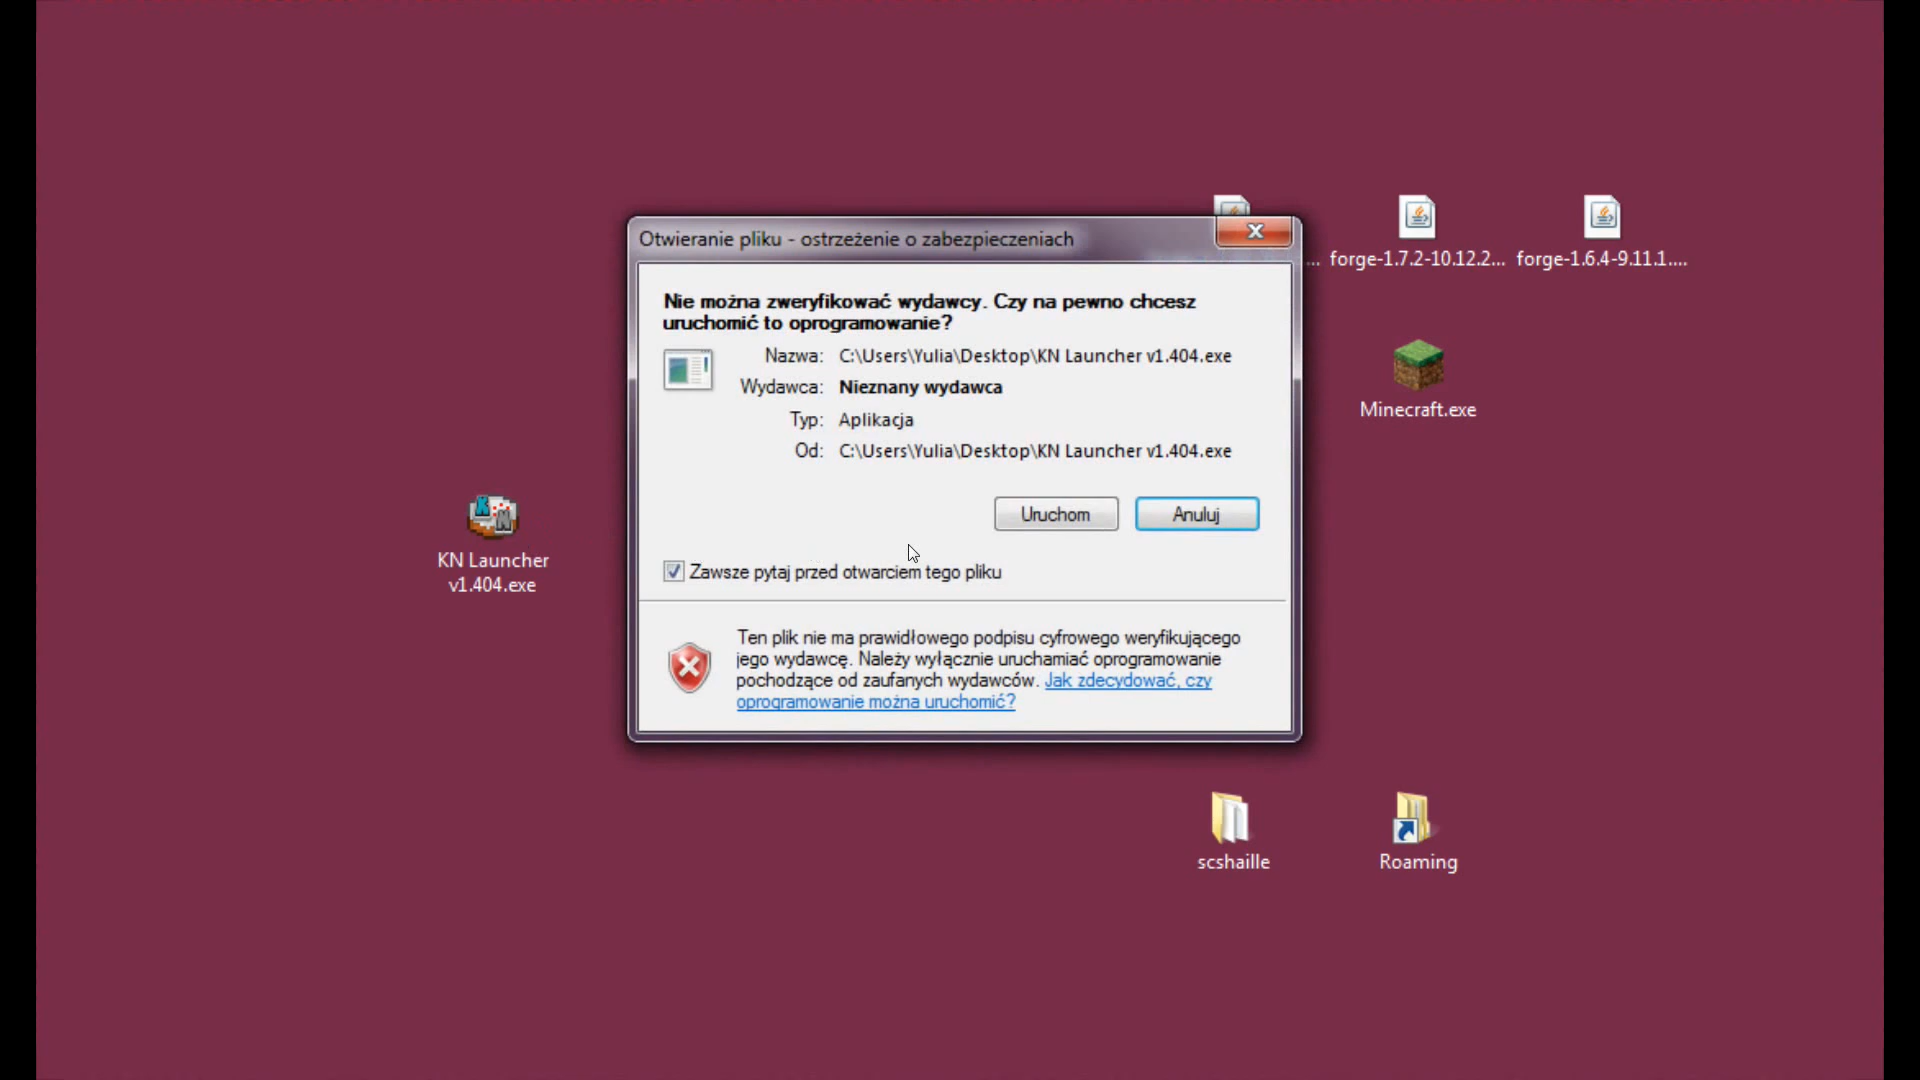 Otwieranie pliku - ostrzeżenie o zabezpieczeniach
Nie można zweryfikować wydawcy. Czy na pewno chcesz
uruchomić to oprogramowanie?
Nazwa: C:\Users\Yulia\Desktop\KN Launcher v1.404.exe
Wydawca: Nieznany wydawca
Typ: Aplikacja
Od: C:\Users\Yulia\Desktop\KN Launcher v1.404.exe
Uruchom Anuluj
Zawsze pytaj przed otwarciem tego pliku
Ten plik nie ma prawidłowego podpisu cyfrowego weryfikującego
jego wydawcę. Należy wyłącznie uruchamiać oprogramowanie
pochodzące od zaufanych wydawców. Jak zdecydować, czy
oprogramowanie można uruchomić?
... forge-1.7.2-10.12.2... forge-1.6.4-9.11.1....
Minecraft.exe
KN Launcher
v1.404.exe
scshaille
Roaming